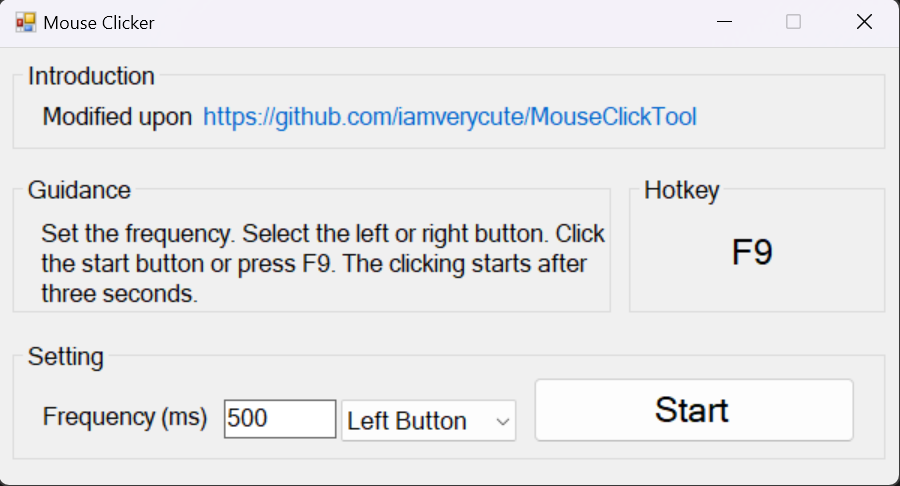 Mouse Clicker
Introduction
Modified upon https://github.com/iamverycute/MouseClickTool
Guidance
Set the frequency. Select the left or right button. Click
the start button or press F9. The clicking starts after
three seconds.
Hotkey
F9
Setting
Frequency (ms) 500 Left Button Start